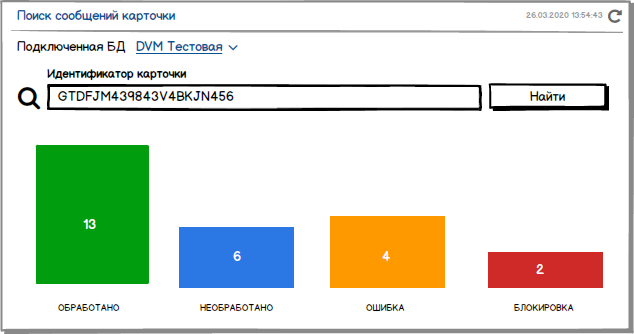 Поиск сообщений карточки
26.03.2020 13:54:43
Подключенная БД DVM Тестовая
Идентификатор карточки
GTDFJM439843V4BKJN456
Найти
13
6
4
2
ОБРАБОТАНО
НЕОБРАБОТАНО
ОШИБКА
БЛОКИРОВКА